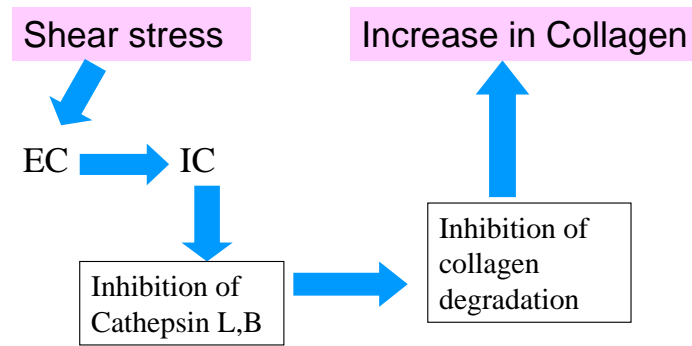 Shear stress
Increase in Collagen
EC
IC
Inhibition of
Cathepsin L,B
Inhibition of
collagen
degradation